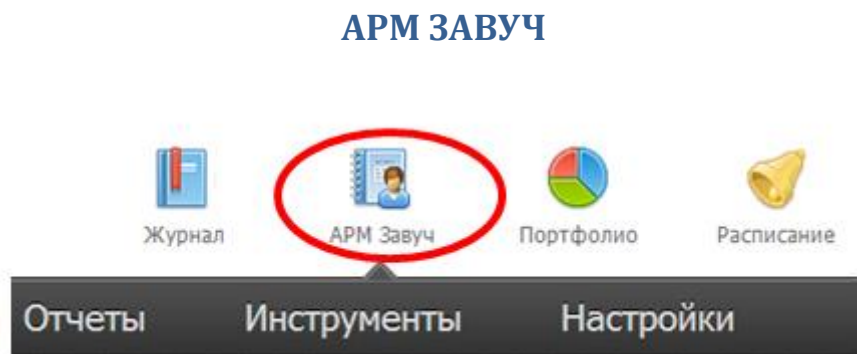 АРМ ЗАВУЧ
Журнал АРМ Завуч Портфолио Расписание
Отчеты Инструменты Настройки